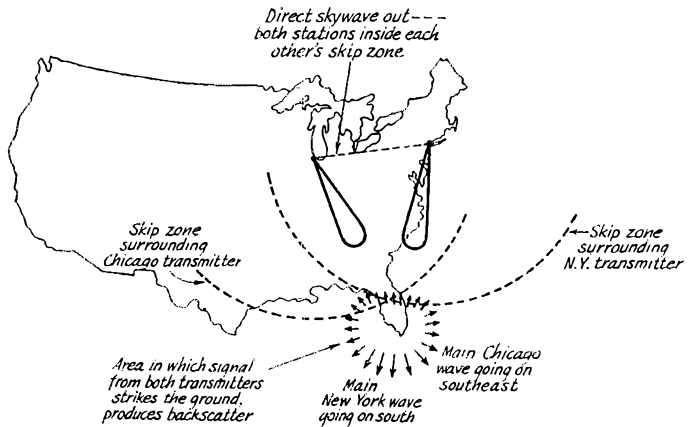 Direct skywave out---
both stations inside each
other's skip zone
Skip zone
surrounding
Chicago transmitter
Skip zone
surrounding
N.Y. transmitter
Area in which signal
from both transmitters
strikes the ground,
produces backscatter
Main
New York wave
going on south
Main Chicago
wave going on
southeast